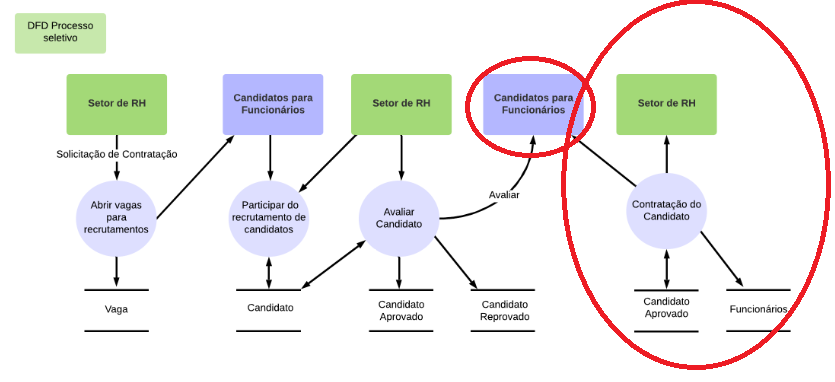 DFD Processo
seletivo
Setor de RH
Candidatos para
Funcionários
Setor de RH
Candidatos para
Funcionários
Setor de RH
Solicitação de Contratação
Abrir vagas
para
recrutamentos
Participar do
recrutamento de
candidatos
Avaliar
Candidato
Avaliar
Contratação do
Candidato
Vaga
Candidato
Candidato
Aprovado
Candidato
Reprovado
Candidato
Aprovado
Funcionários